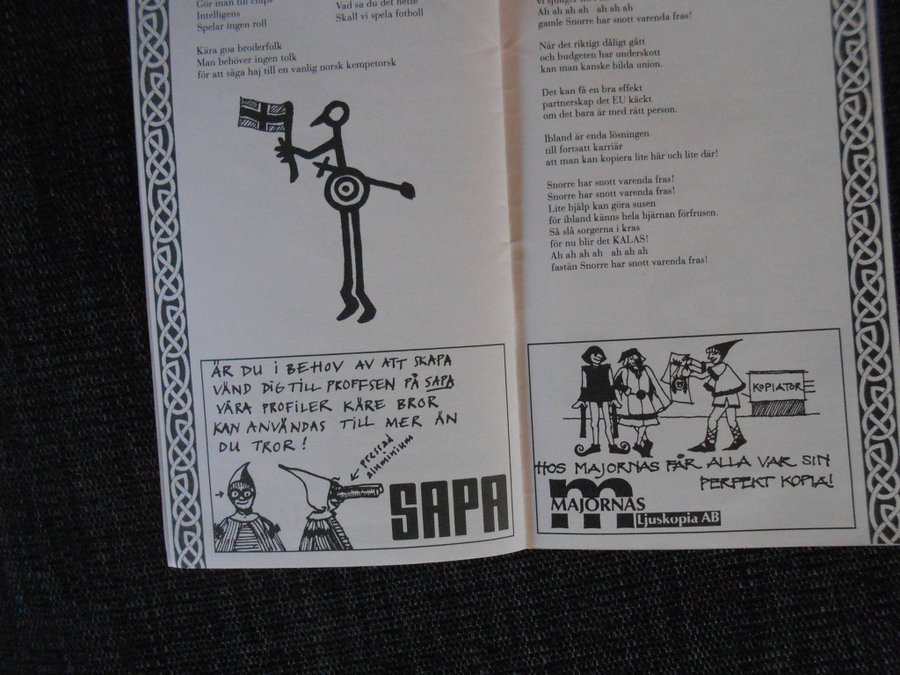 Gör man till chips
Intelligens
Spelar ingen roll
Vad sa du det hette
Skall vi spela fotboll
Kära goa broderfolk
Man behöver ingen tolk
för att säga haj till en vanlig norsk kempetorsk
ÄR DU I BEHOV AV ATT SKAPA
VÄND DIG TILL PROFFSEN PÅ SAPA
VÅRA PROFILER KÄRE BROR
KAN ANVÄNDAS TILL MER ÄN
DU TROR!
pressad
aluminium
SAPA
Ah ah ah ah ah ah ah
gamle Snorre har snott varenda fras!
När det riktigt dåligt gått
och budgeten har underskott
kan man kanske bilda union.
Det kan få en bra effekt
partnerskap det EU käckt
om det bara är med rätt person.
Ibland är enda lösningen
till fortsatt karriär
att man kan kopiera lite här och lite där!
Snorre har snott varenda fras!
Snorre har snott varenda fras!
Lite hjälp kan göra susen
för ibland känns hela hjärnan förfrusen.
Så slå sorgerna i kras
för nu blir det KALAS!
Ah ah ah ah ah ah ah
fastän Snorre har snott varenda fras!
KOPIATOR
HOS MAJORNAS FÅR ALLA VAR SIN
PERFEKT KOPIA!
m
MAJORNAS
Ljuskopia AB